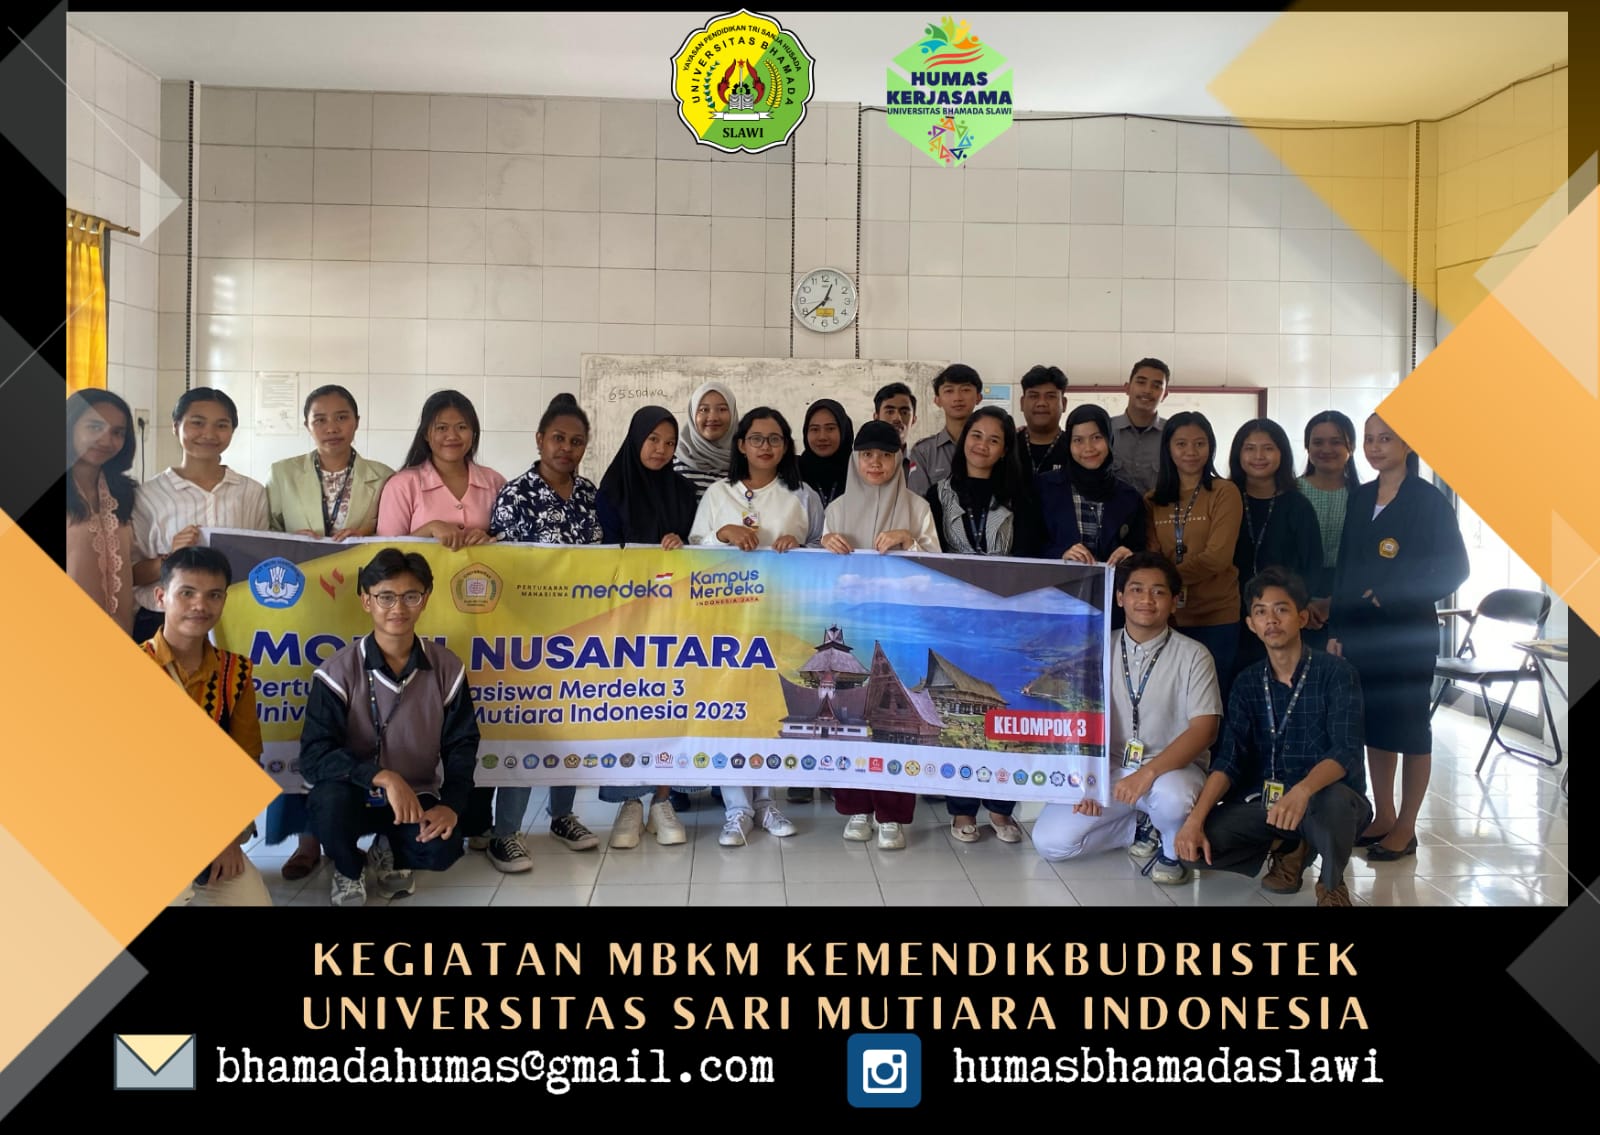 YAYASAN PENDIDIKAN TRI SANJA HUSADA
UNIVERSITAS BHAMADA
SLAWI
HUMAS
KERJASAMA
UNIVERSITAS BHAMADA SLAWI
PERTUKARAN
MAHASISWA
merdeka
Kampus
Merdeka
INDONESIA JAYA
NUSANTARA
Merdeka 3
Mutiara Indonesia 2023
KELOMPOK 3
KEGIATAN MBKM KEMENDIKBUDRISTEK
UNIVERSITAS SARI MUTIARA INDONESIA
bhamadahumas@gmail.com
humasbhamadaslawi